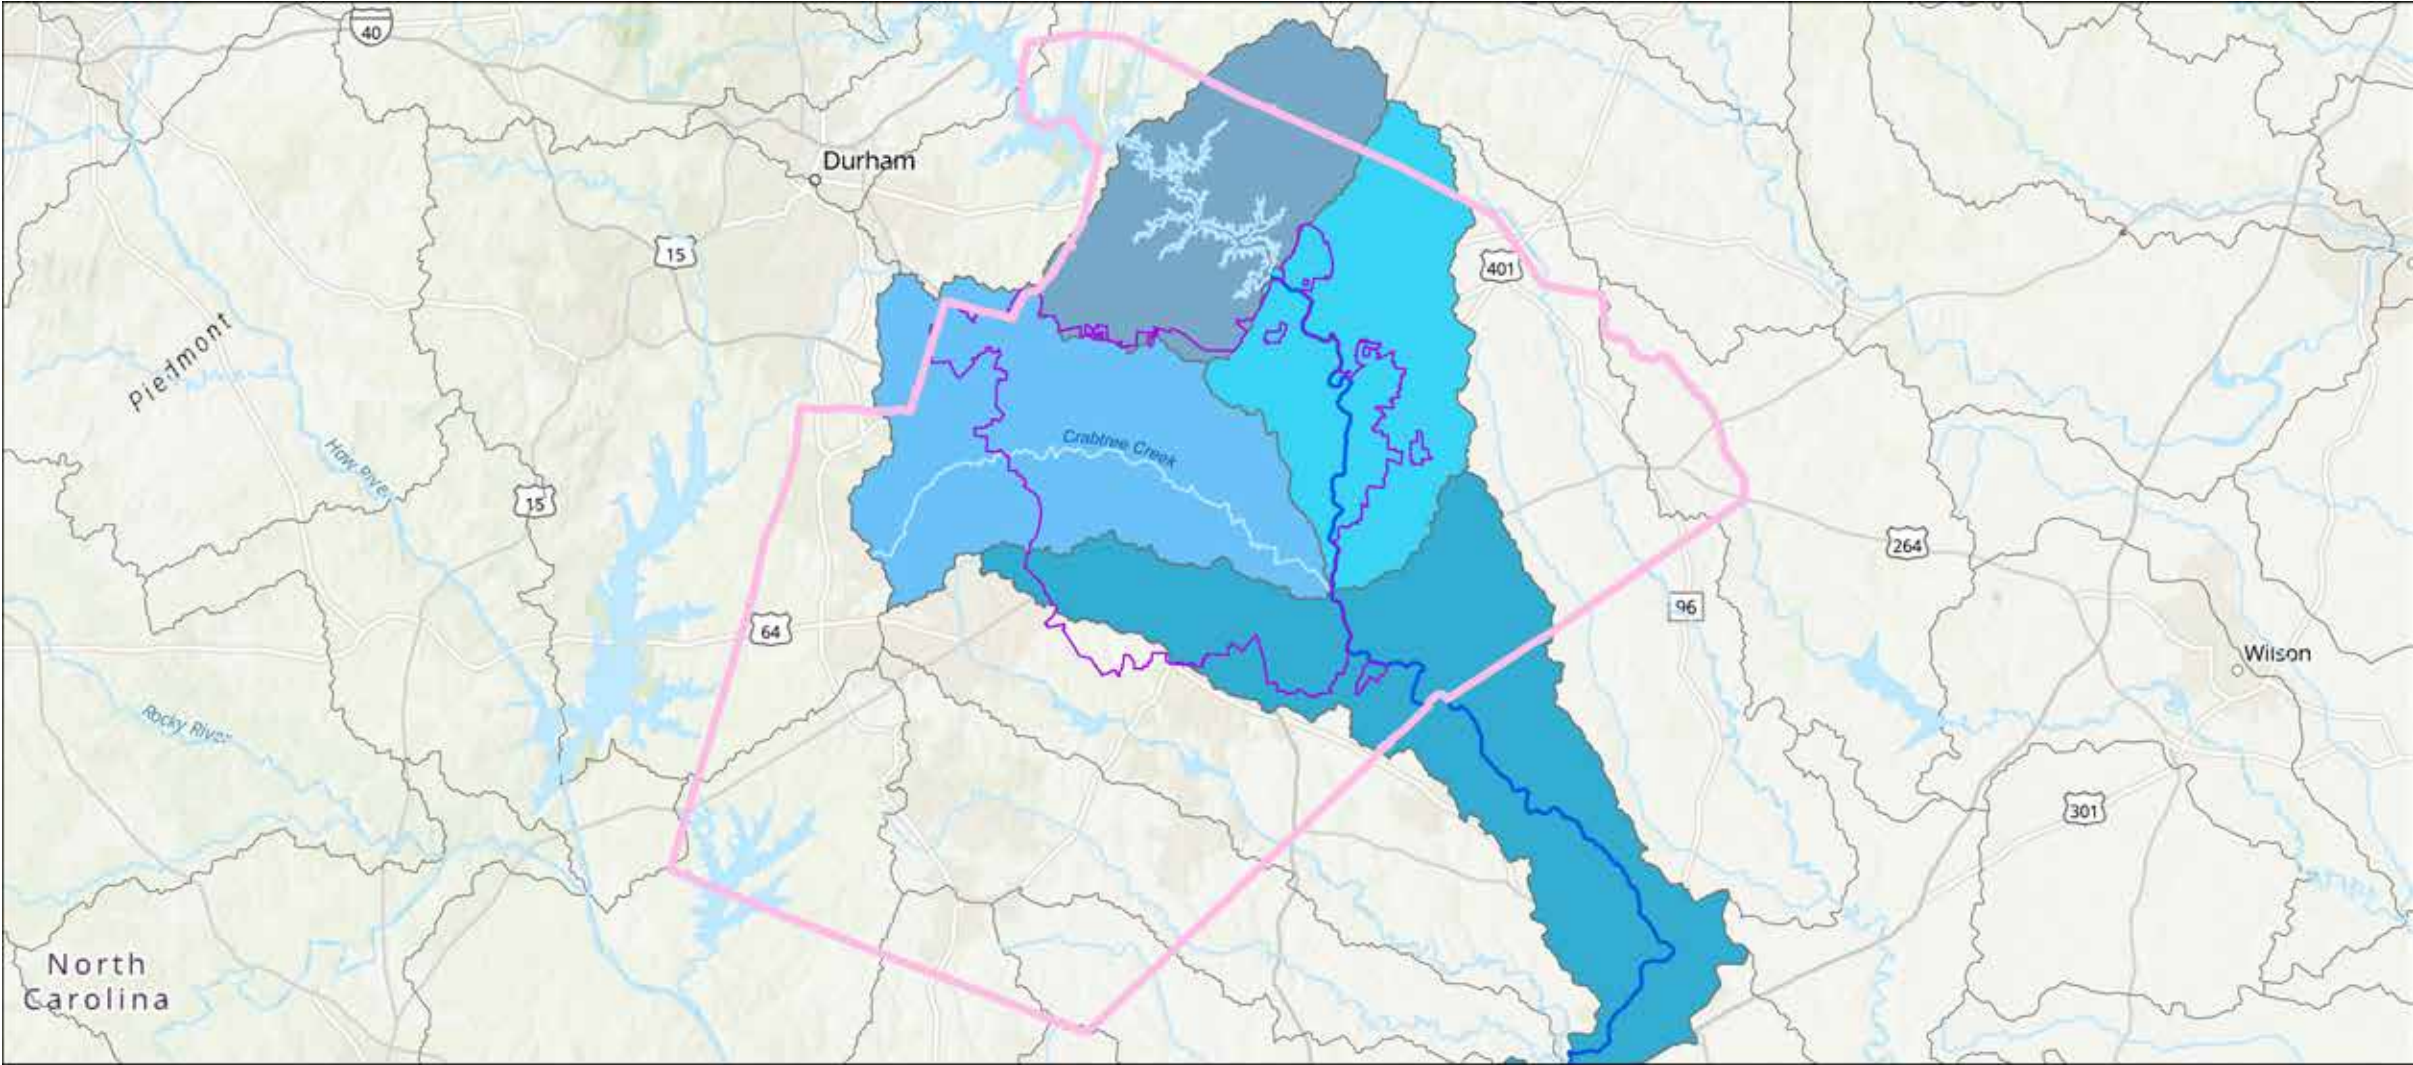 40
Durham
15
401
Piedmont
Crabtree Creek
Haw River
15
264
96
64
Wilson
Rocky River
301
North
Carolina